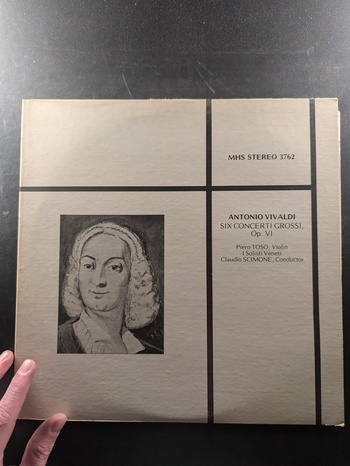 MHS STEREO 3762
ANTONIO VIVALDI
SIX CONCERTI GROSSI,
Op. VI
Piero TOSO, Violin
I Solisti Veneti
Claudio SCIMONE, Conductor